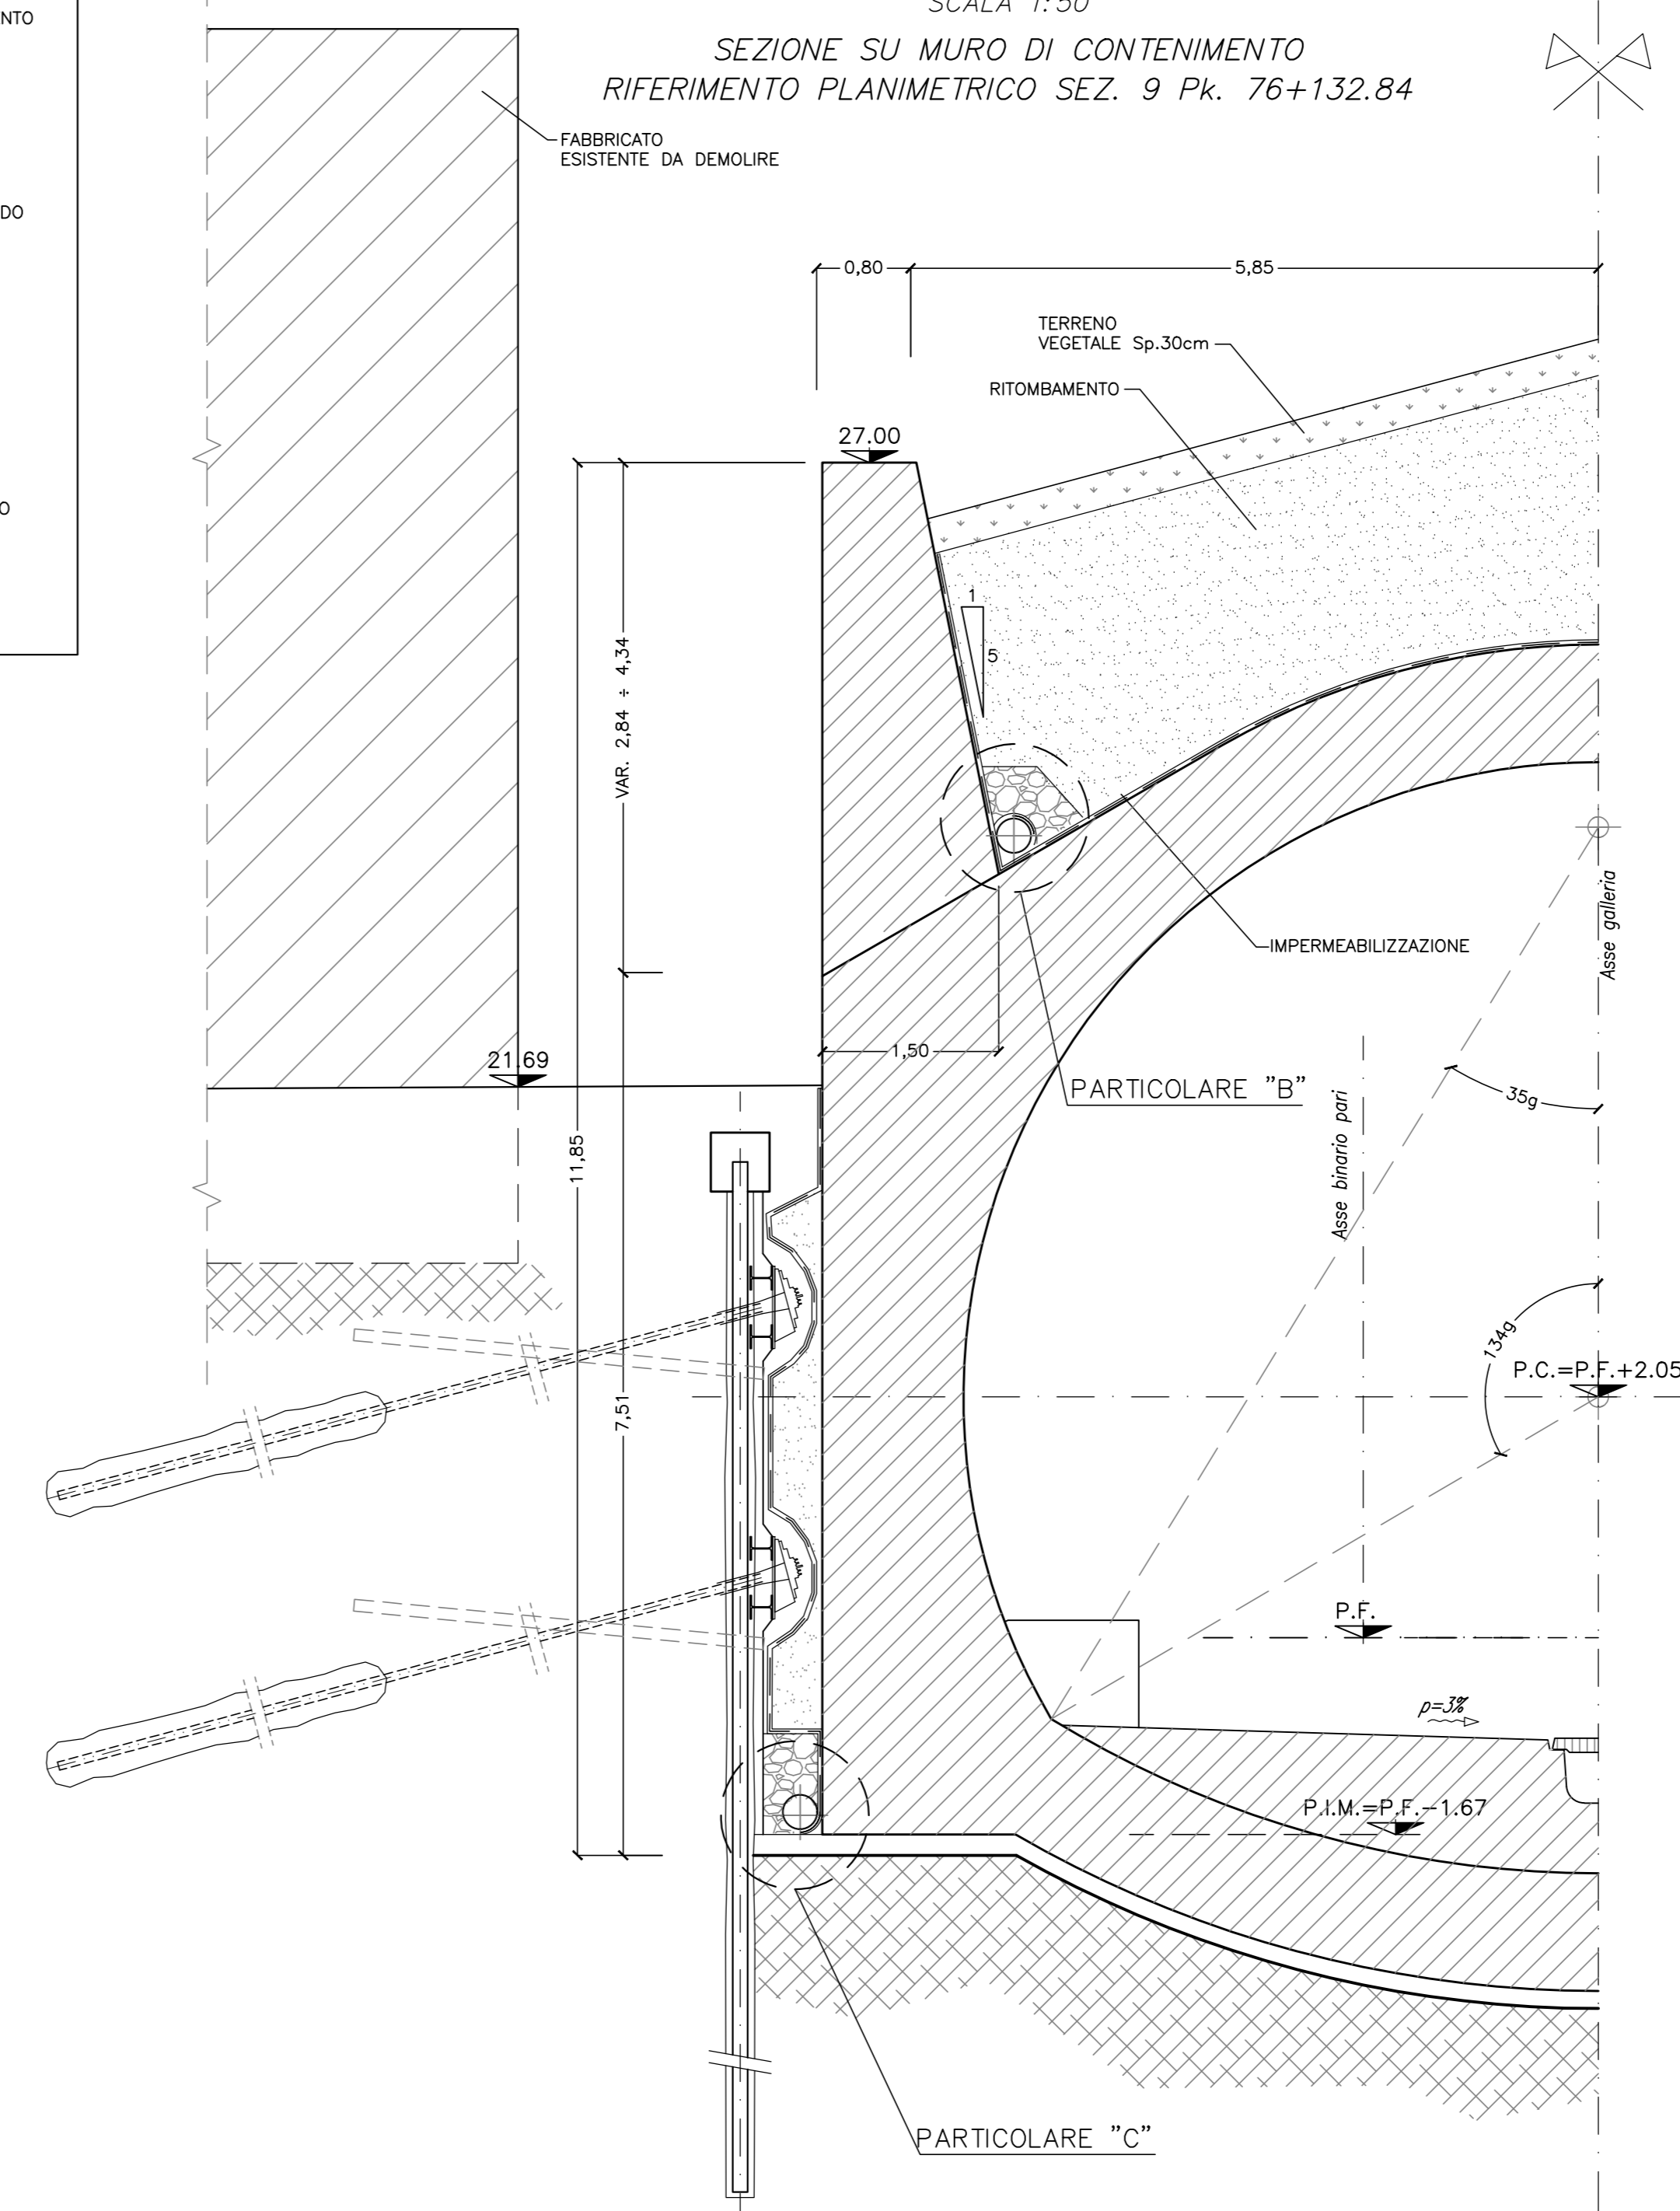 NTO
DO
O
SCALA 1:50
SEZIONE SU MURO DI CONTENIMENTO
RIFERIMENTO PLANIMETRICO SEZ. 9 Pk. 76+132.84
FABBRICATO
ESISTENTE DA DEMOLIRE
0,80
5,85
TERRENO
VEGETALE Sp.30cm
RITOMBAMENTO
27.00
1
5
VAR. 2,84 ÷ 4,34
IMPERMEABILIZZAZIONE
Asse galleria
1,50
21.69
PARTICOLARE "B"
35g
Asse binario pari
11,85
134g
P.C.=P.F.+2.05
7,51
P.F.
p=3%
P.I.M.=P.F.-1.67
PARTICOLARE "C"